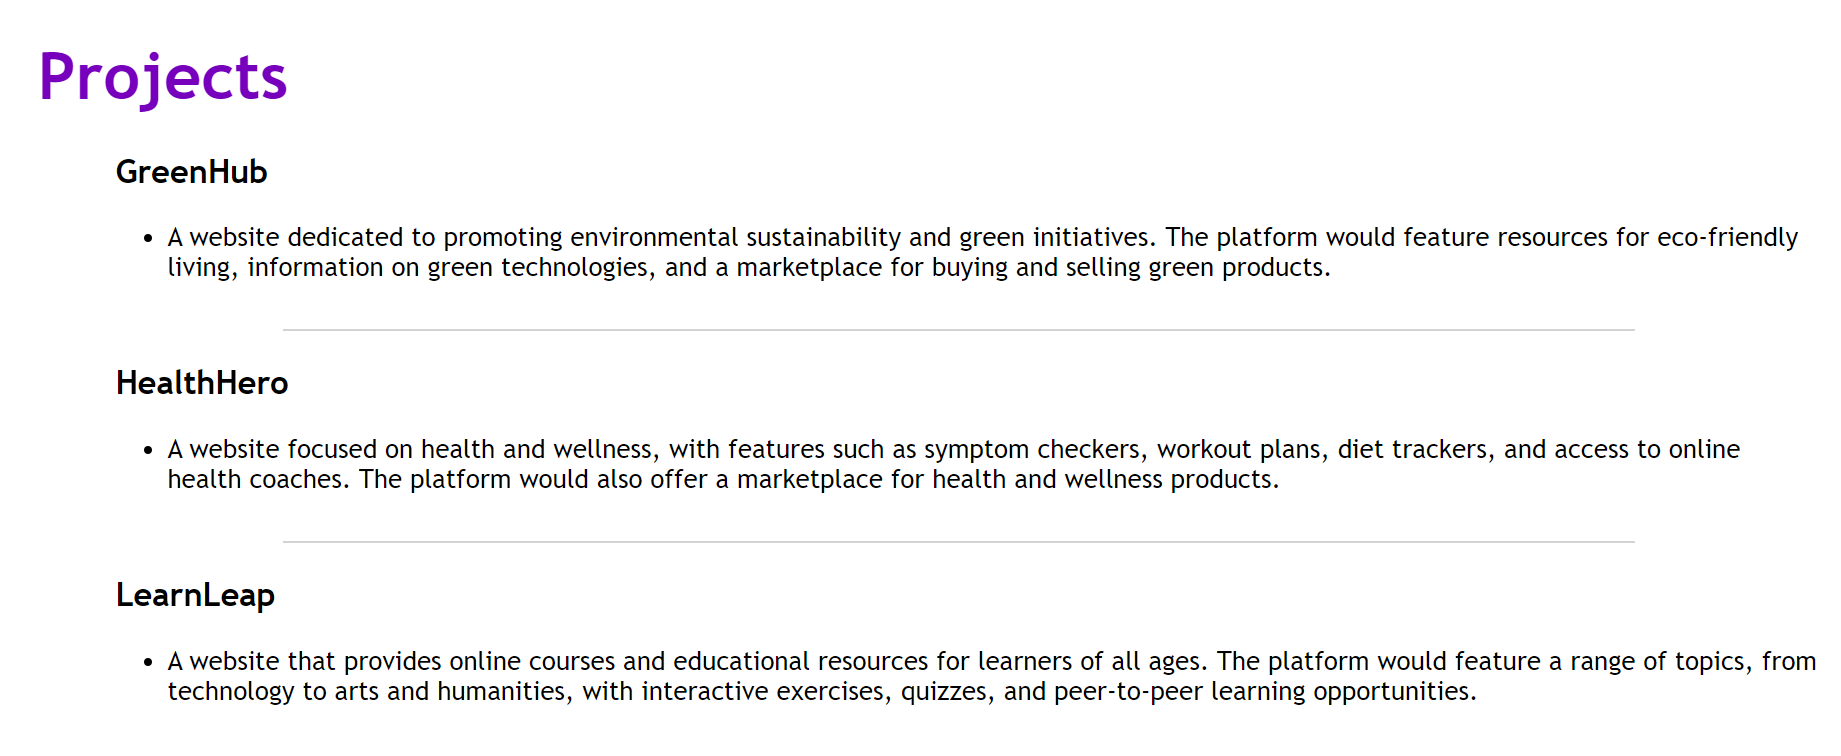 Projects
GreenHub
• A website dedicated to promoting environmental sustainability and green initiatives. The platform would feature resources for eco-friendly
living, information on green technologies, and a marketplace for buying and selling green products.
HealthHero
• A website focused on health and wellness, with features such as symptom checkers, workout plans, diet trackers, and access to online
health coaches. The platform would also offer a marketplace for health and wellness products.
LearnLeap
• A website that provides online courses and educational resources for learners of all ages. The platform would feature a range of topics, from
technology to arts and humanities, with interactive exercises, quizzes, and peer-to-peer learning opportunities.